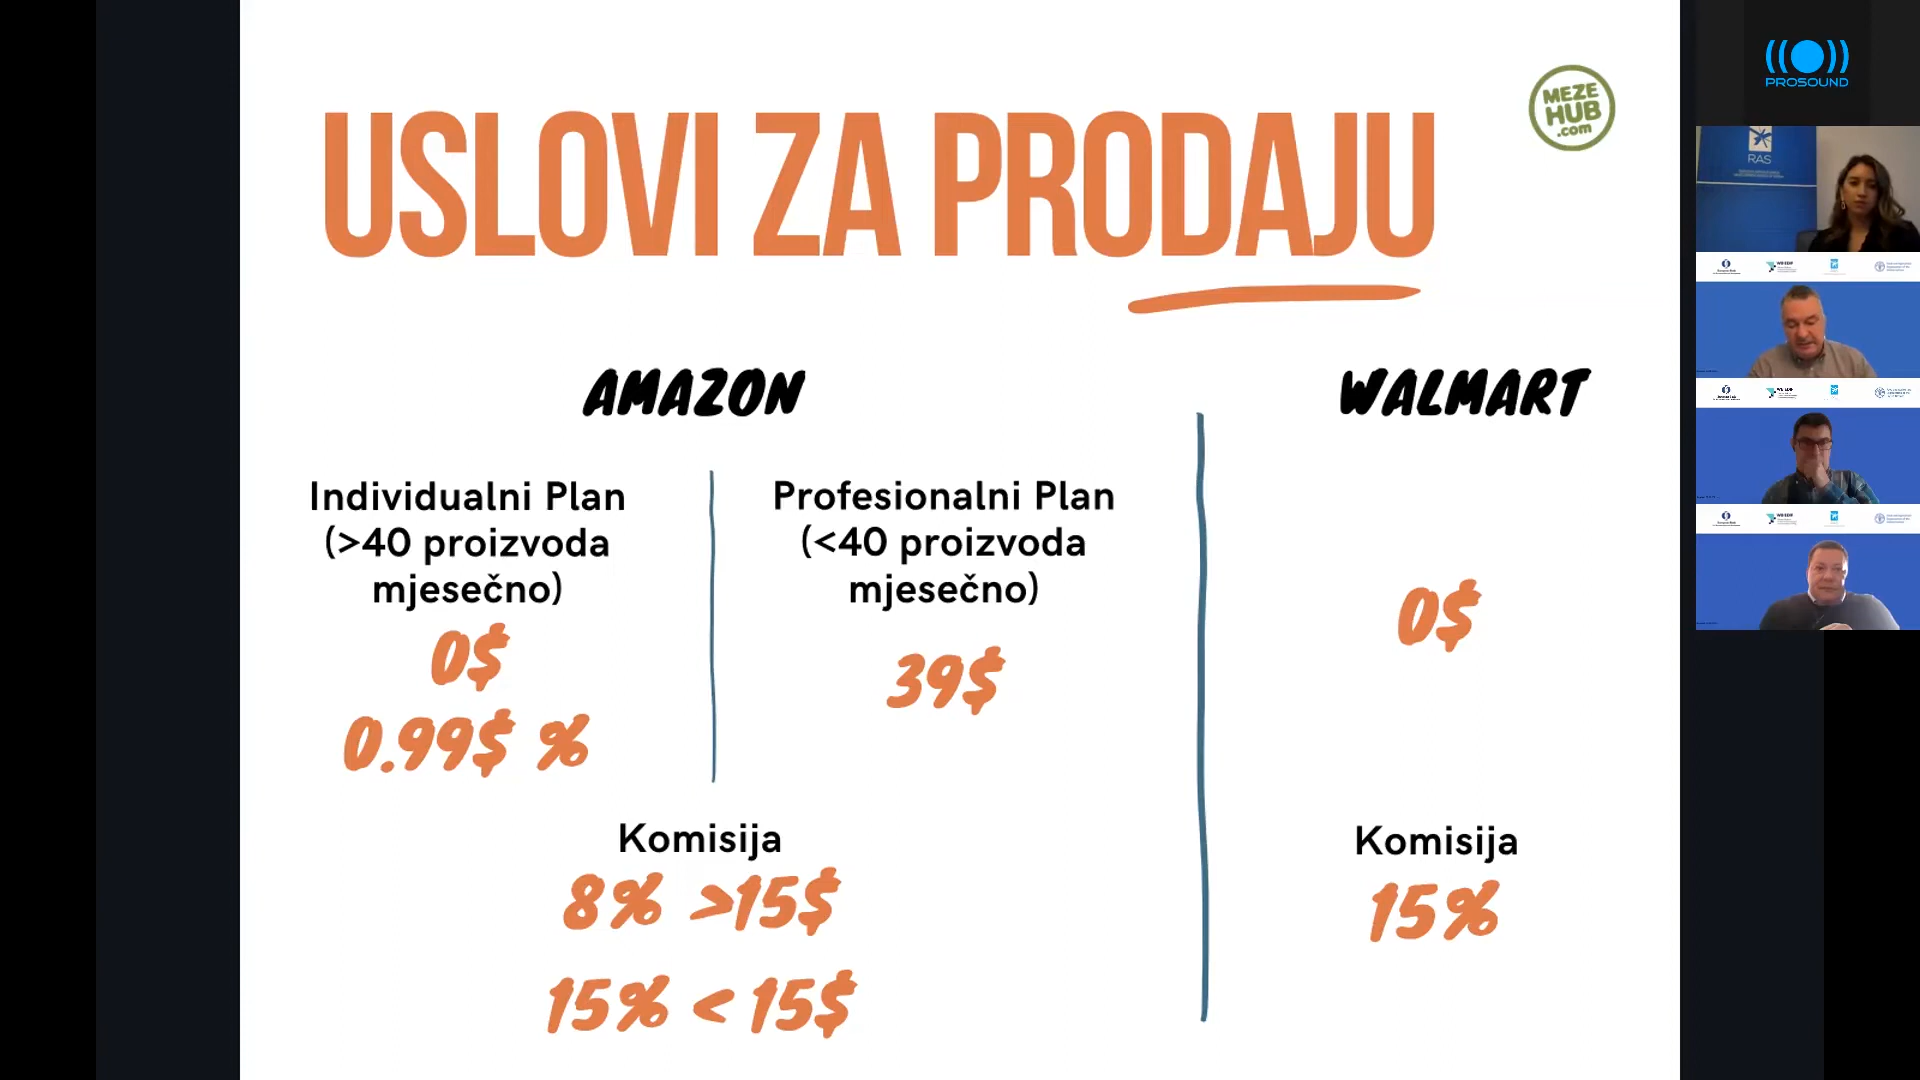 USLOVI ZA PRODAJU
MEZE
HUB
.com
AMAZON
WALMART
Individualni Plan
(>40 proizvoda
mjesečno)
0$
0.99$ %
Profesionalni Plan
(<40 proizvoda
mjesečno)
39$
0$
Komisija
8% >15$
15% < 15$
Komisija
15%
PROSOUND
RAS